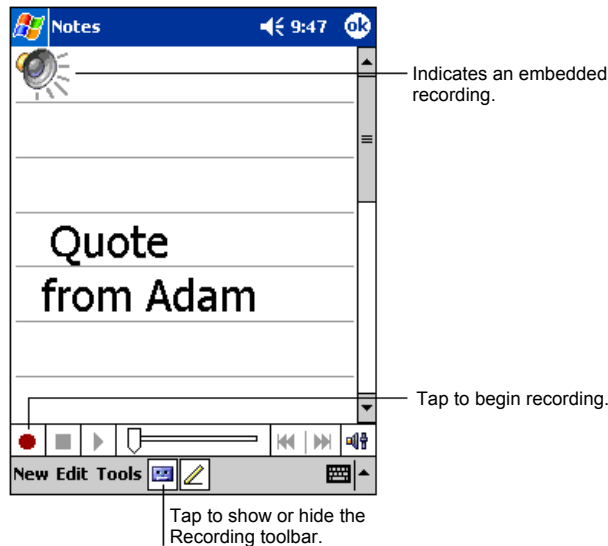 Notes 9:47 ok
Indicates an embedded
recording.
Quote
from Adam
Tap to begin recording.
New Edit Tools
Tap to show or hide the
Recording toolbar.